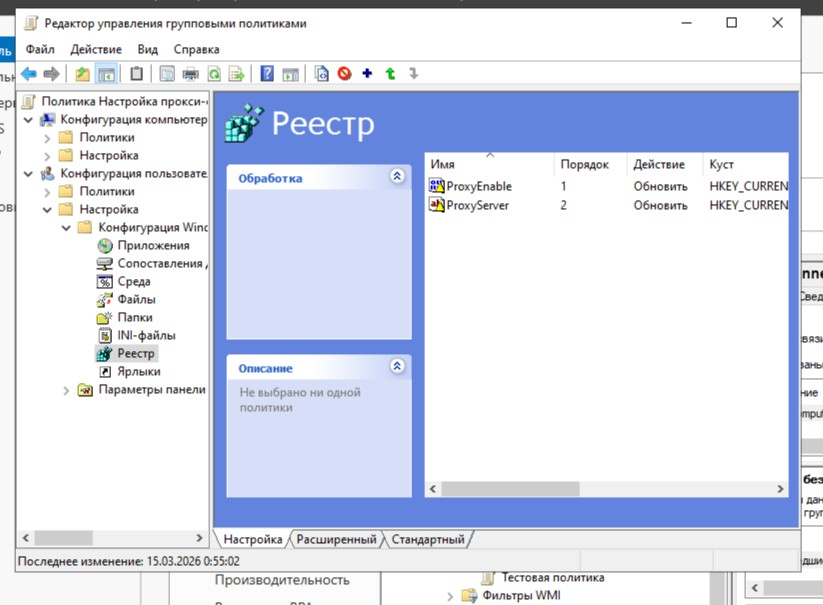 Редактор управления групповыми политиками
Файл Действие Вид Справка
Политика Настройка прокси-
Конфигурация компьютер
Политики
Настройка
Конфигурация пользовате
Политики
Настройка
Конфигурация Wind
Приложения
Сопоставления
Среда
Файлы
Папки
INI-файлы
Реестр
Ярлыки
Параметры панели
Реестр
Обработка
Описание
Не выбрано ни одной
политики
Имя Порядок Действие Куст
ProxyEnable 1 Обновить HKEY_CURREN
ProxyServer 2 Обновить HKEY_CURREN
Настройка Расширенный Стандартный
Последнее изменение: 15.03.2026 0:55:02
Производительность
Тестовая политика
Фильтры WMI